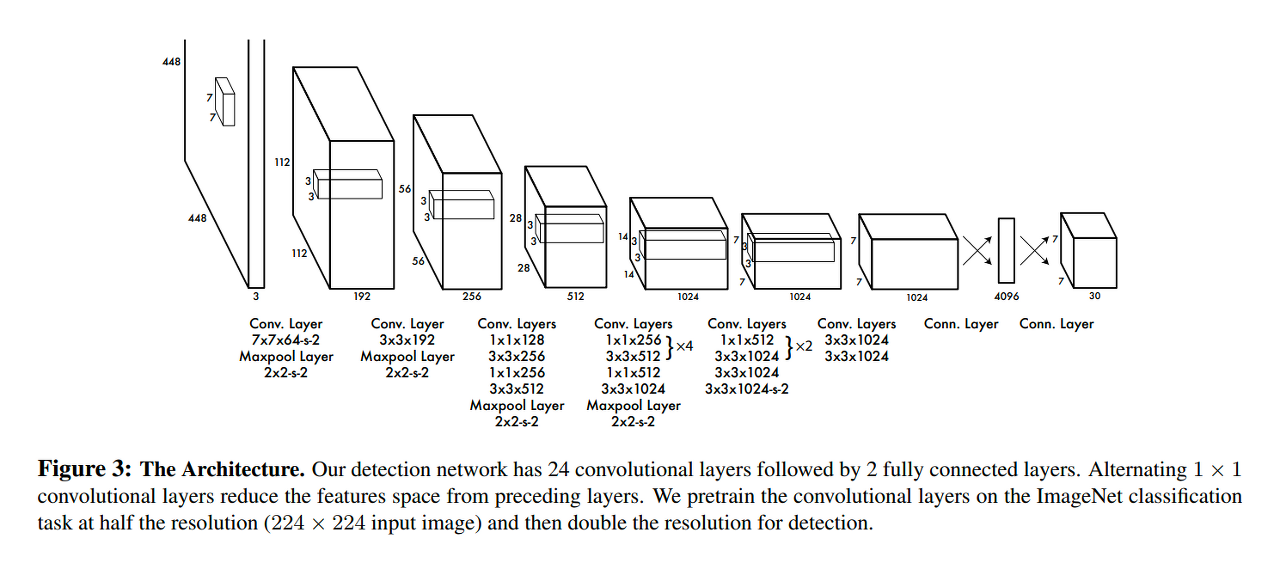 448
7
7
448
3
112
3
3
112
192
56
3
3
56
256
28
3
3
28
512
14
3
3
14
1024
7
3
3
7
1024
7
7
1024
4096
7
7
30
Conv. Layer
7x7x64-s-2
Maxpool Layer
2x2-s-2
Conv. Layer
3x3x192
Maxpool Layer
2x2-s-2
Conv. Layers
1x1x128
3x3x256
1x1x256
3x3x512
Maxpool Layer
2x2-s-2
Conv. Layers
1x1x256
3x3x512
}×4
1x1x512
3x3x1024
Maxpool Layer
2x2-s-2
Conv. Layers
1x1x512
3x3x1024
}×2
3x3x1024
3x3x1024-s-2
Conv. Layers
3x3x1024
3x3x1024
Conn. Layer
Conn. Layer
Figure 3: The Architecture. Our detection network has 24 convolutional layers followed by 2 fully connected layers. Alternating 1 × 1
convolutional layers reduce the features space from preceding layers. We pretrain the convolutional layers on the ImageNet classification
task at half the resolution (224 × 224 input image) and then double the resolution for detection.